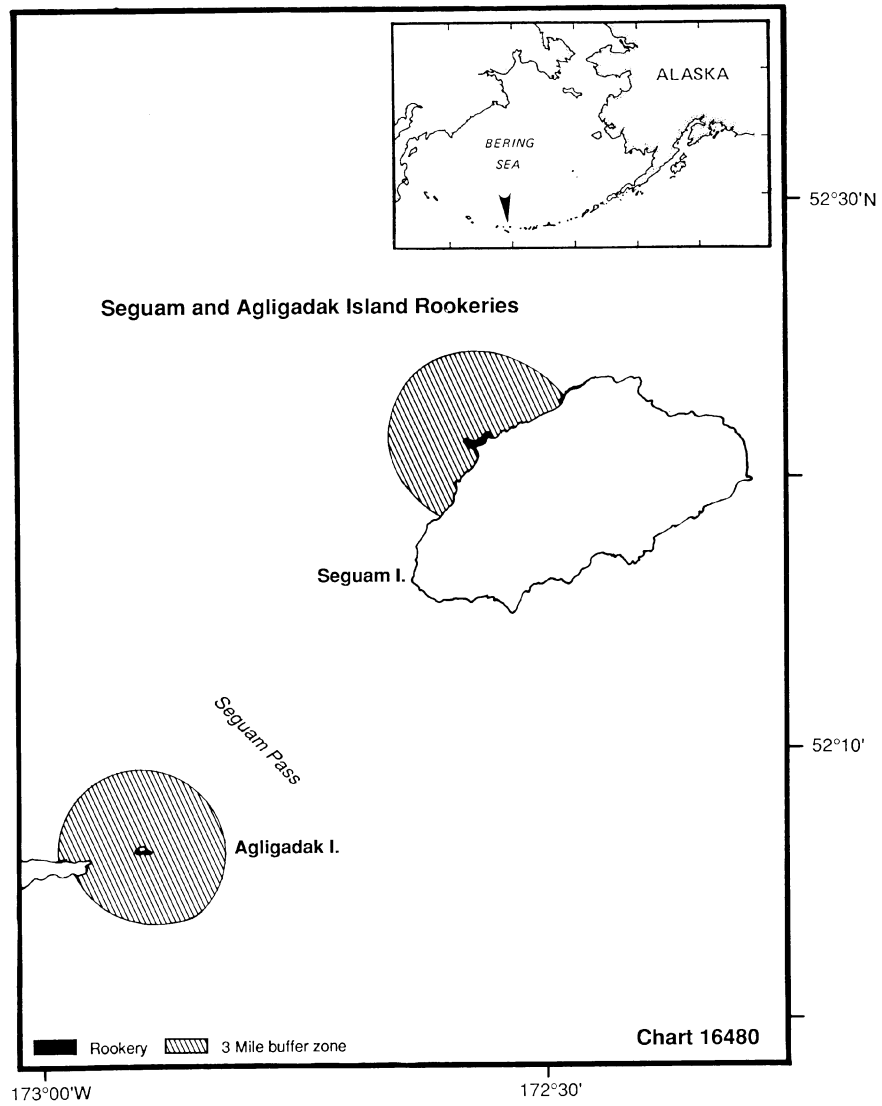 ALASKA
BERING
SEA
52°30'N
Seguam and Agligadak Island Rookeries
Seguam I.
Seguam Pass
52°10'
Agligadak I.
Rookery
3 Mile buffer zone
Chart 16480
173°00'W
172°30'